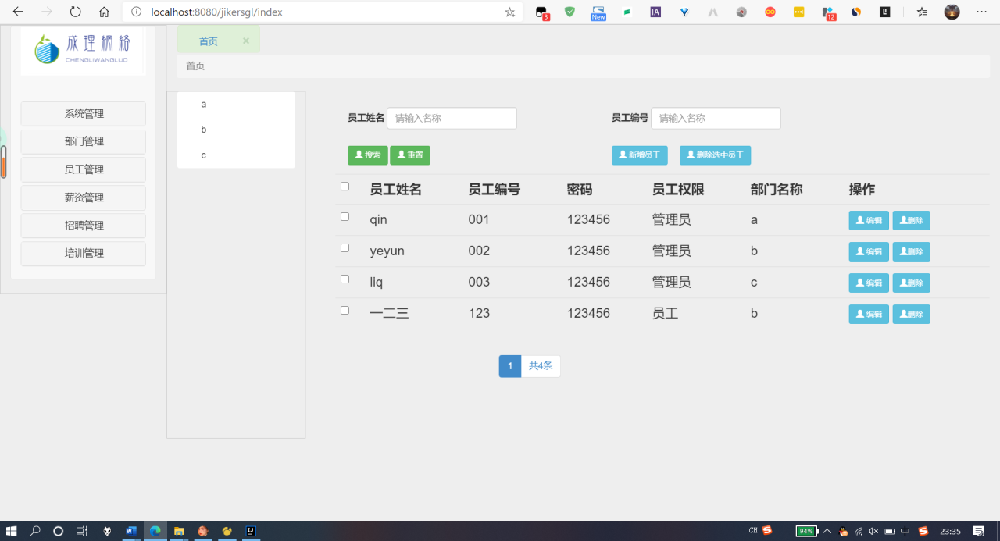 localhost:8080/jikersgl/index
3
New
IA
12
成理網絡
CHENGLIWANGLUO
首页 ×
首页
系统管理
部门管理
员工管理
薪资管理
招聘管理
培训管理
a
b
c
员工姓名 请输入名称 员工编号 请输入名称
搜索 重置 新增员工 删除选中员工
员工姓名 员工编号 密码 员工权限 部门名称 操作
qin 001 123456 管理员 a 编辑 删除
yeyun 002 123456 管理员 b 编辑 删除
liq 003 123456 管理员 c 编辑 删除
一二三 123 123456 员工 b 编辑 删除
1 共4条
CH 94% 中 23:35